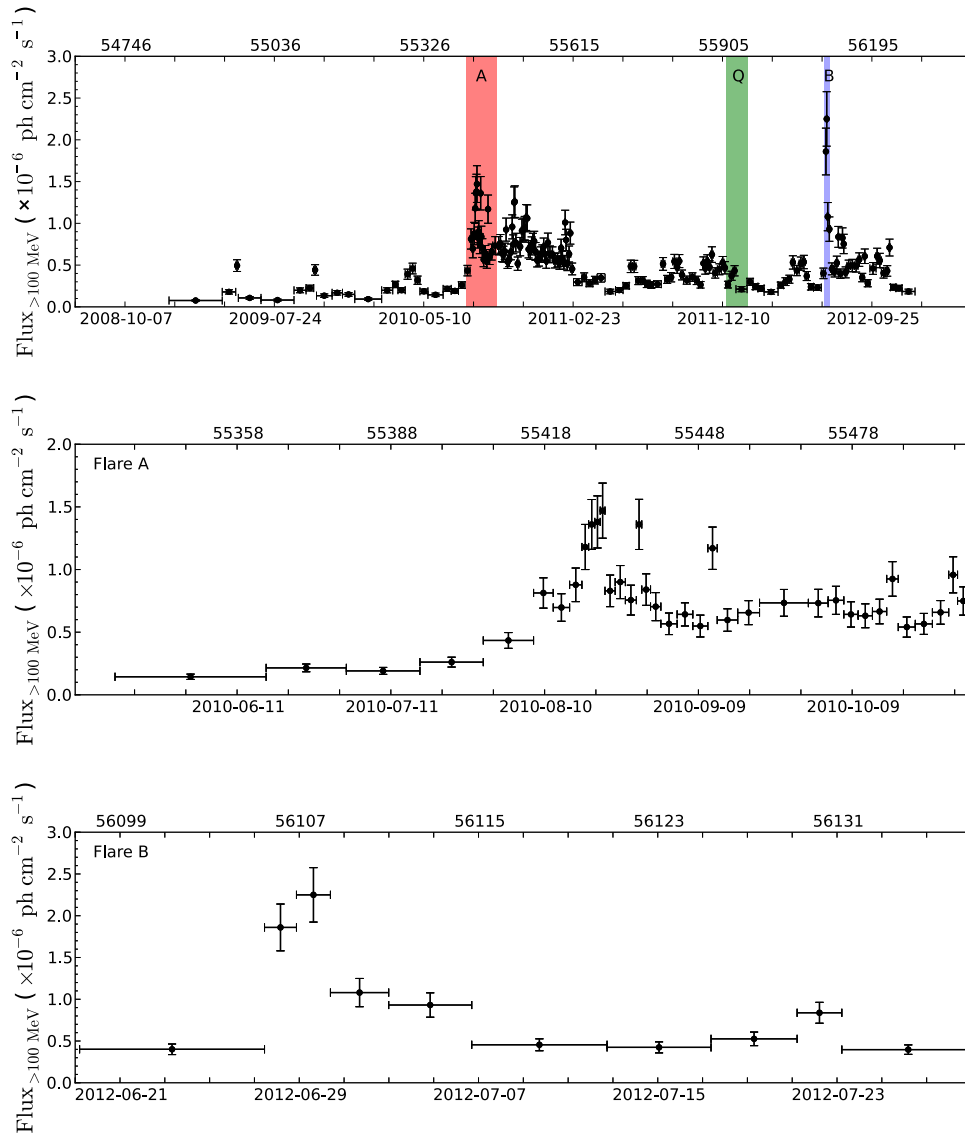 54746 55036 55326 55615 55905 56195
3.0
2.5
2.0
1.5
1.0
0.5
0.0
Flux>100 MeV ( ×10−6 ph cm−2 s−1)
A Q B
2008-10-07 2009-07-24 2010-05-10 2011-02-23 2011-12-10 2012-09-25
55358 55388 55418 55448 55478
2.0
1.5
1.0
0.5
0.0
Flux>100 MeV ( ×10−6 ph cm−2 s−1)
Flare A
2010-06-11 2010-07-11 2010-08-10 2010-09-09 2010-10-09
56099 56107 56115 56123 56131
3.0
2.5
2.0
1.5
1.0
0.5
0.0
Flux>100 MeV ( ×10−6 ph cm−2 s−1)
Flare B
2012-06-21 2012-06-29 2012-07-07 2012-07-15 2012-07-23